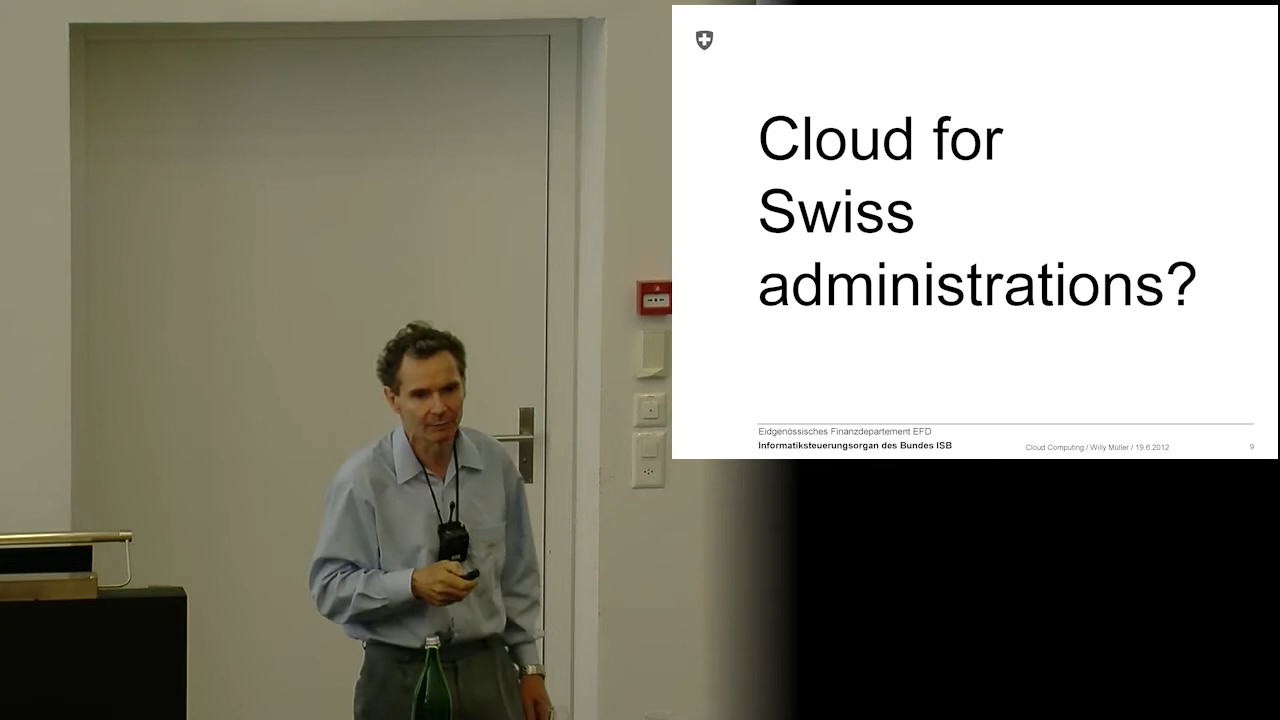 Cloud for
Swiss
administrations?
Eidgenössisches Finanzdepartement EFD
Informatiksteuerungsorgan des Bundes ISB
Cloud Computing / Willy Müller / 19.6.2012
9